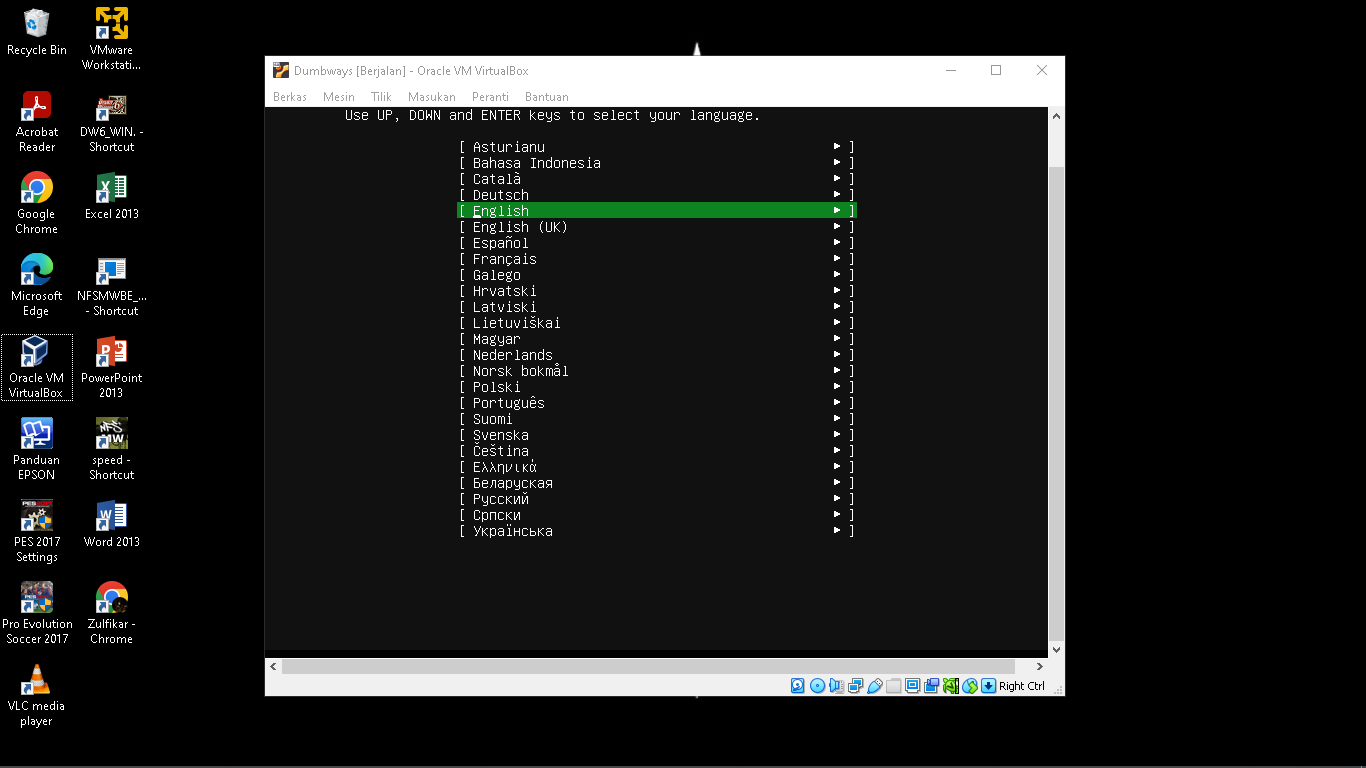 Recycle Bin
VMware
Workstati...
Acrobat
Reader
DW6_WIN. -
Shortcut
Google
Chrome
Excel 2013
Microsoft
Edge
NFSMWBE_...
- Shortcut
Oracle VM
VirtualBox
PowerPoint
2013
Panduan
EPSON
speed -
Shortcut
PES 2017
Settings
Word 2013
Pro Evolution
Soccer 2017
Zulfikar -
Chrome
VLC media
player
Dumbways [Berjalan] - Oracle VM VirtualBox
Berkas Mesin Tilik Masukan Peranti Bantuan
Use UP, DOWN and ENTER keys to select your language.
[ Asturianu ► ]
[ Bahasa Indonesia ► ]
[ Català ► ]
[ Deutsch ► ]
[ English ► ]
[ English (UK) ► ]
[ Español ► ]
[ Français ► ]
[ Galego ► ]
[ Hrvatski ► ]
[ Latviski ► ]
[ Lietuviškai ► ]
[ Magyar ► ]
[ Nederlands ► ]
[ Norsk bokmål ► ]
[ Polski ► ]
[ Português ► ]
[ Suomi ► ]
[ Svenska ► ]
[ Čeština ► ]
[ Ελληνικά ► ]
[ Беларуская ► ]
[ Русский ► ]
[ Српски ► ]
[ Українська ► ]
Right Ctrl